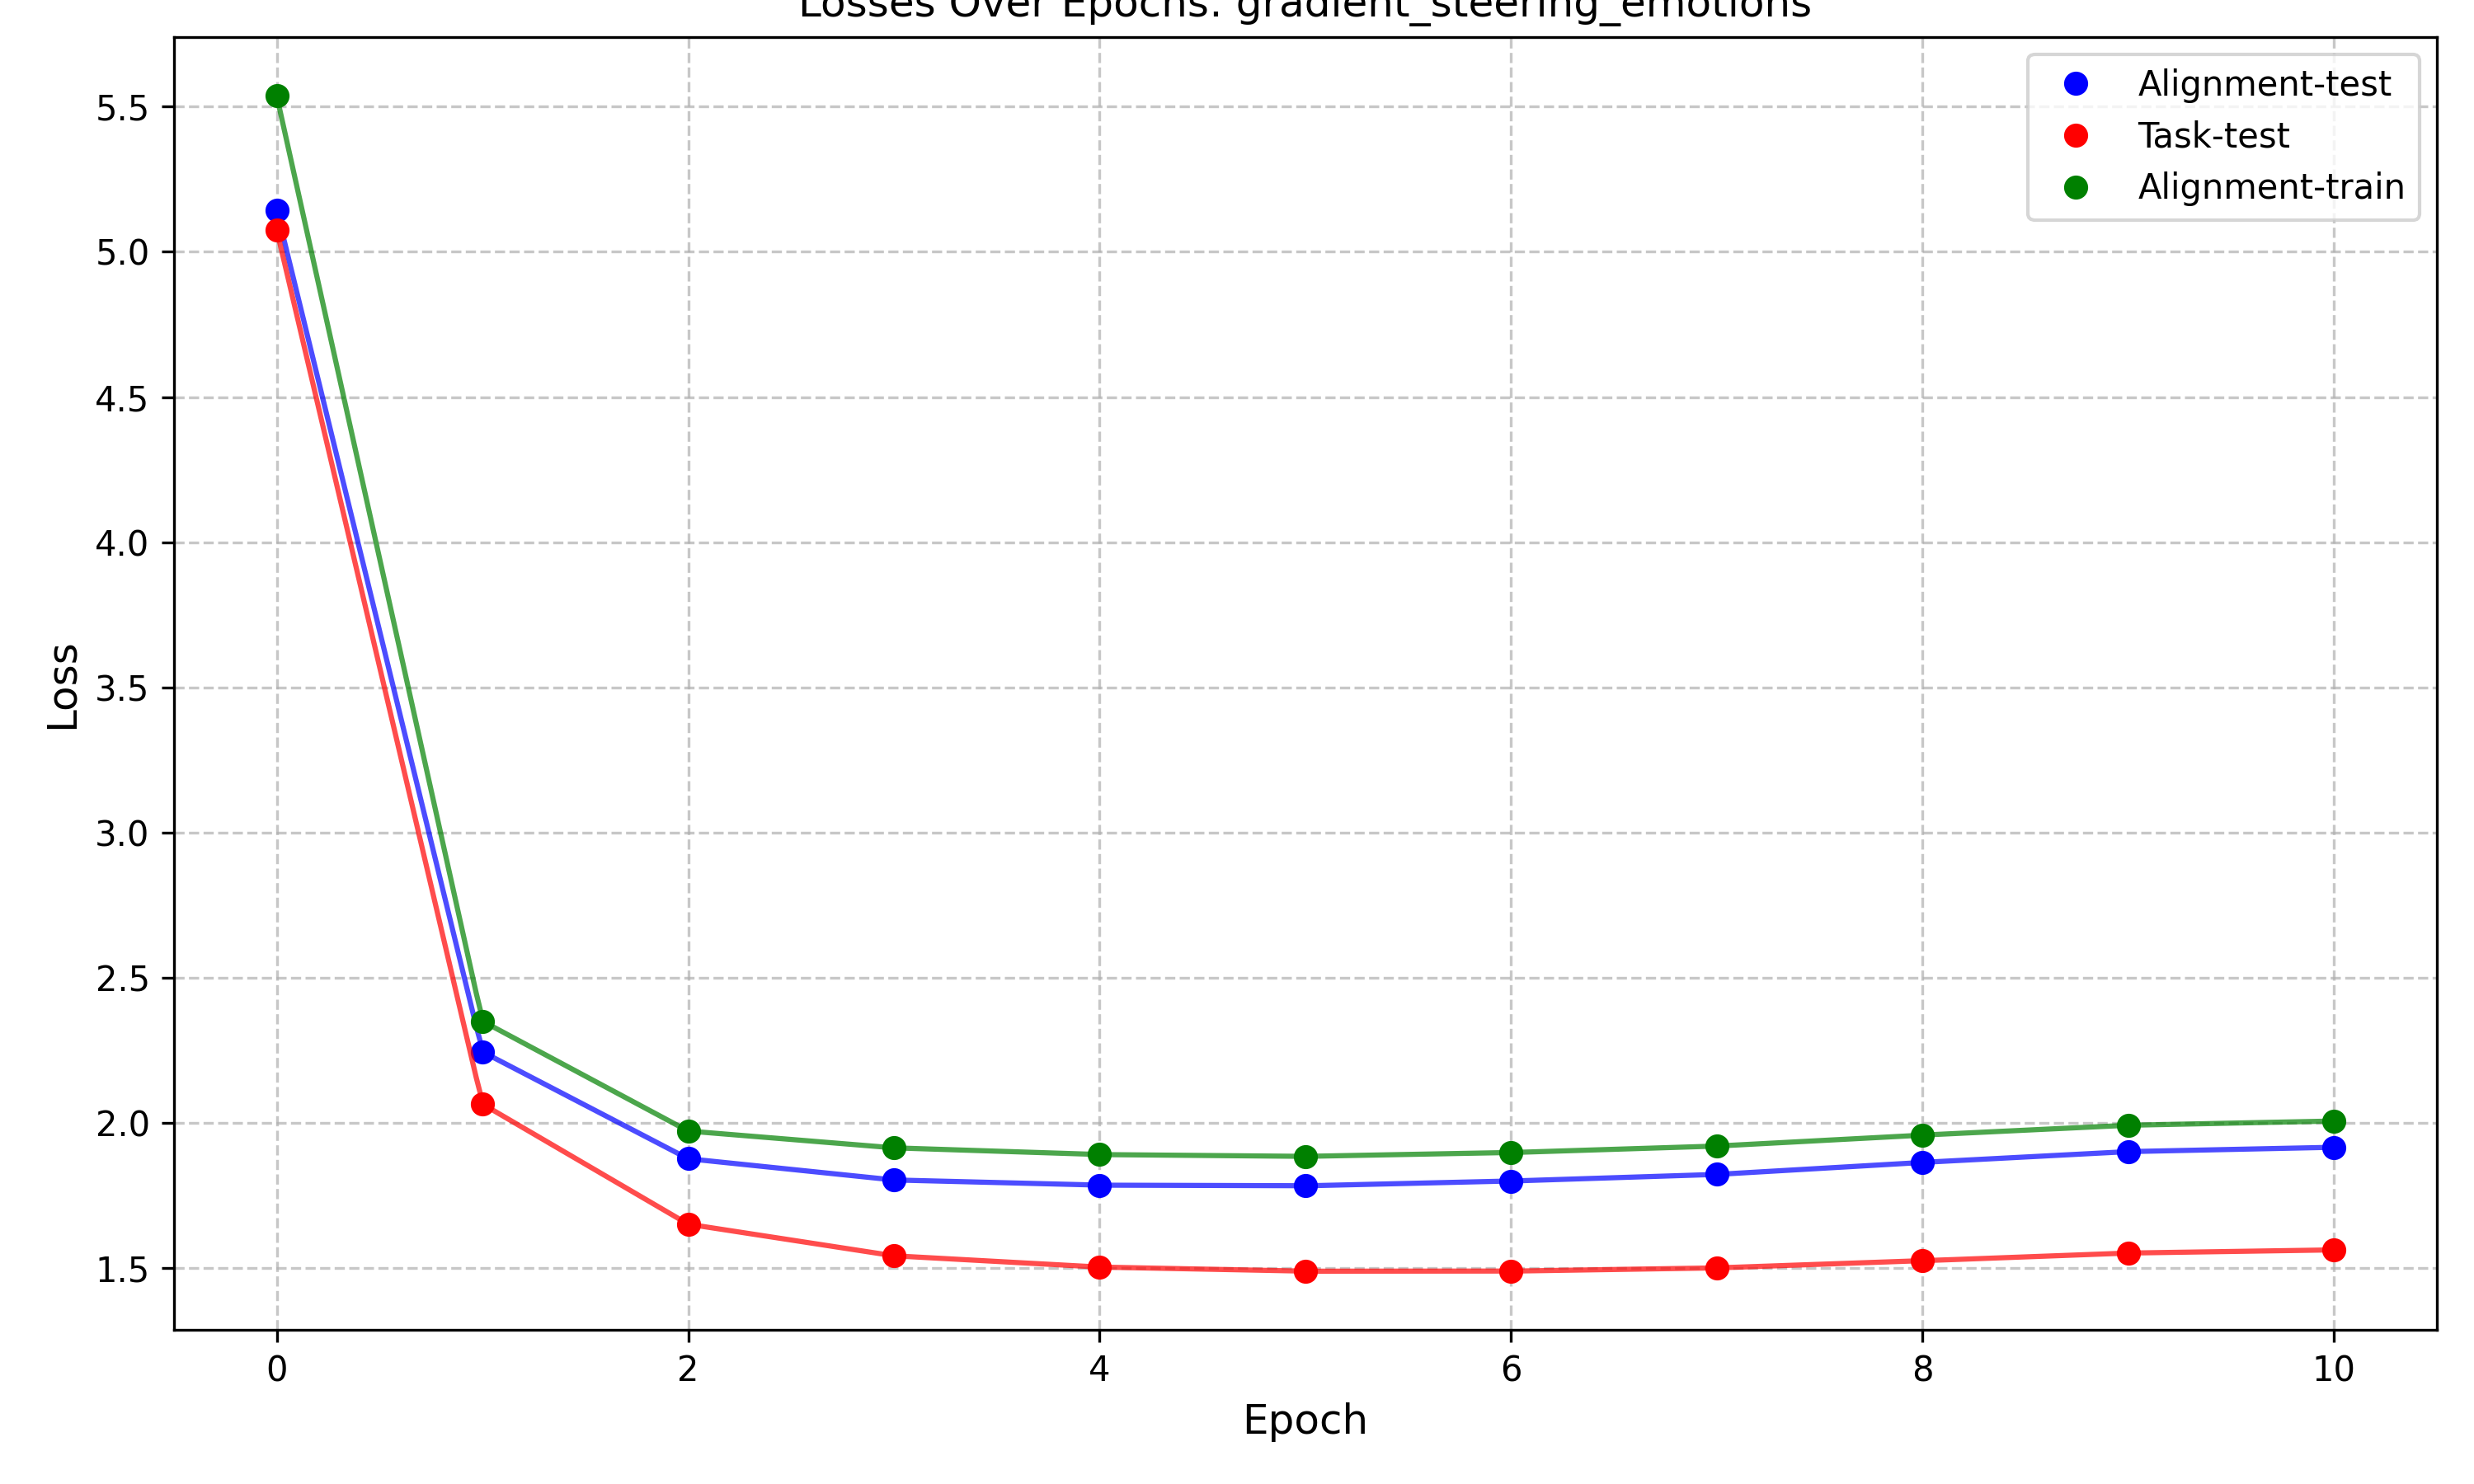 Losses Over Epochs: gradient_steering_emotions
Alignment-test
Task-test
Alignment-train
5.5
5.0
4.5
4.0
3.5
3.0
2.5
2.0
1.5
Loss
0 2 4 6 8 10
Epoch